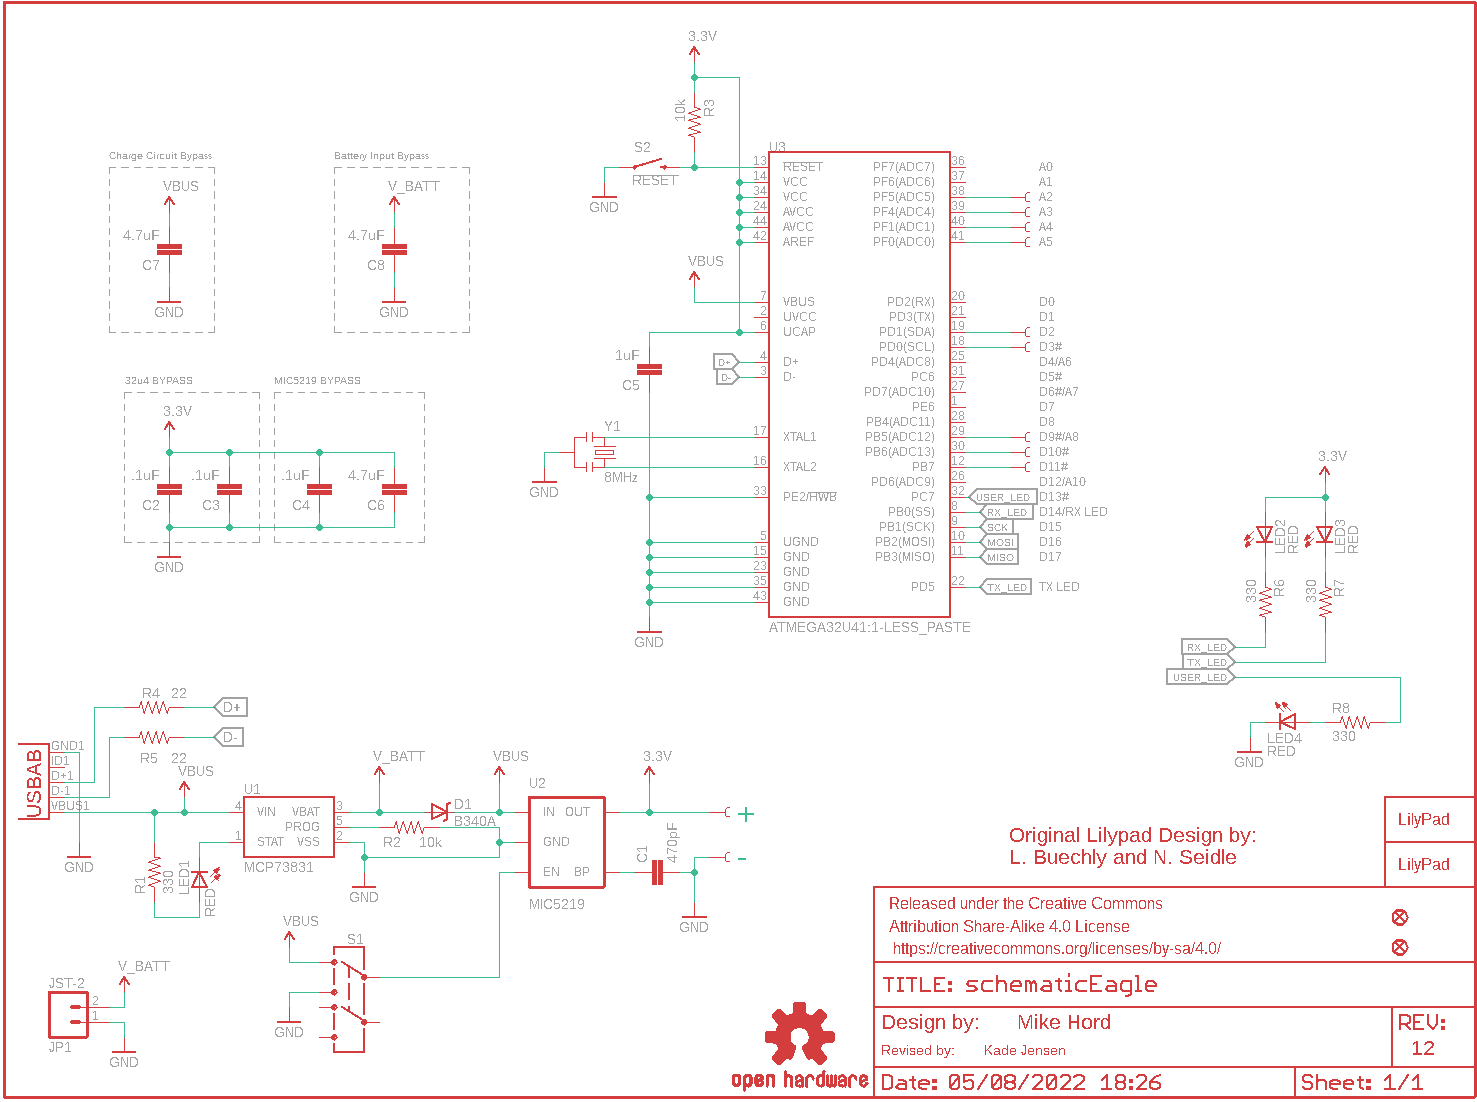 3.3V
10k
R3
S2
RESET
GND
Charge Circuit Bypass
VBUS
4.7uF
C7
GND
Battery Input Bypass
V_BATT
4.7uF
C8
GND
32u4 BYPASS
MIC5219 BYPASS
3.3V
.1uF
C2
.1uF
C3
.1uF
C4
4.7uF
C6
GND
U3
13 RESET
14 VCC
34 VCC
24 AVCC
44 AVCC
42 AREF
VBUS
7 VBUS
2 UVCC
6 UCAP
1uF
C5
D+ 4 D+
D- 3 D-
Y1
8MHz
GND
17 XTAL1
16 XTAL2
33 PE2/HWB
5 UGND
15 GND
23 GND
35 GND
43 GND
GND
PF7(ADC7) 36 A0
PF6(ADC6) 37 A1
PF5(ADC5) 38 A2
PF4(ADC4) 39 A3
PF1(ADC1) 40 A4
PF0(ADC0) 41 A5
PD2(RX) 20 D0
PD3(TX) 21 D1
PD1(SDA) 19 D2
PD0(SCL) 18 D3#
PD4(ADC8) 25 D4/A6
PC6 31 D5#
PD7(ADC10) 27 D6#/A7
PE6 1 D7
PB4(ADC11) 28 D8
PB5(ADC12) 29 D9#/A8
PB6(ADC13) 30 D10#
PB7 12 D11#
PD6(ADC9) 26 D12/A10
PC7 32 USER_LED D13#
PB0(SS) 8 RX_LED D14/RX LED
PB1(SCK) 9 SCK D15
PB2(MOSI) 10 MOSI D16
PB3(MISO) 11 MISO D17
PD5 22 TX_LED TX LED
ATMEGA32U41:1-LESS_PASTE
3.3V
LED2
RED
LED3
RED
330
R6
330
R7
RX_LED
TX_LED
USER_LED
R8
330
LED4
RED
GND
R4 22
D+
R5 22
D-
USBAB
GND1
ID1
D+1
D-1
VBUS1
GND
VBUS
R1
330
LED1
RED
U1
4 VIN
1 STAT
VBAT 3
PROG 5
VSS 2
MCP73831
V_BATT
D1
B340A
R2 10k
GND
VBUS
U2
IN OUT
GND
EN BP
MIC5219
3.3V
+
-
C1
470pF
GND
VBUS
S1
GND
JST-2
V_BATT
2
1
JP1
GND
Original Lilypad Design by:
L. Buechly and N. Seidle
LilyPad
LilyPad
Released under the Creative Commons
Attribution Share-Alike 4.0 License
https://creativecommons.org/licenses/by-sa/4.0/
TITLE: schematicEagle
Design by: Mike Hord
Revised by: Kade Jensen
REV:
12
Date: 05/08/2022 18:26
Sheet: 1/1
open hardware